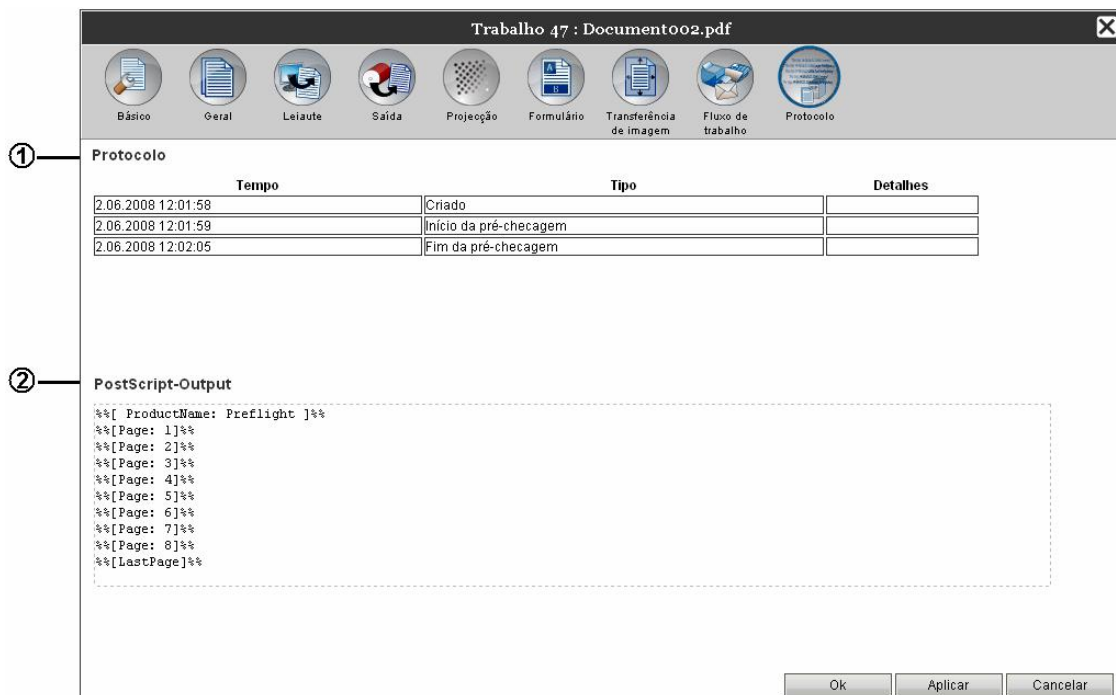 Trabalho 47 : Document002.pdf
Básico Geral Leiaute Saída Projecção Formulário Transferência de imagem Fluxo de trabalho Protocolo
① Protocolo
Tempo Tipo Detalhes
2.06.2008 12:01:58 Criado
2.06.2008 12:01:59 Início da pré-checagem
2.06.2008 12:02:05 Fim da pré-checagem
② PostScript-Output
%%[ ProductName: Preflight ]%%
%%[Page: 1]%%
%%[Page: 2]%%
%%[Page: 3]%%
%%[Page: 4]%%
%%[Page: 5]%%
%%[Page: 6]%%
%%[Page: 7]%%
%%[Page: 8]%%
%%[LastPage]%%
Ok Aplicar Cancelar